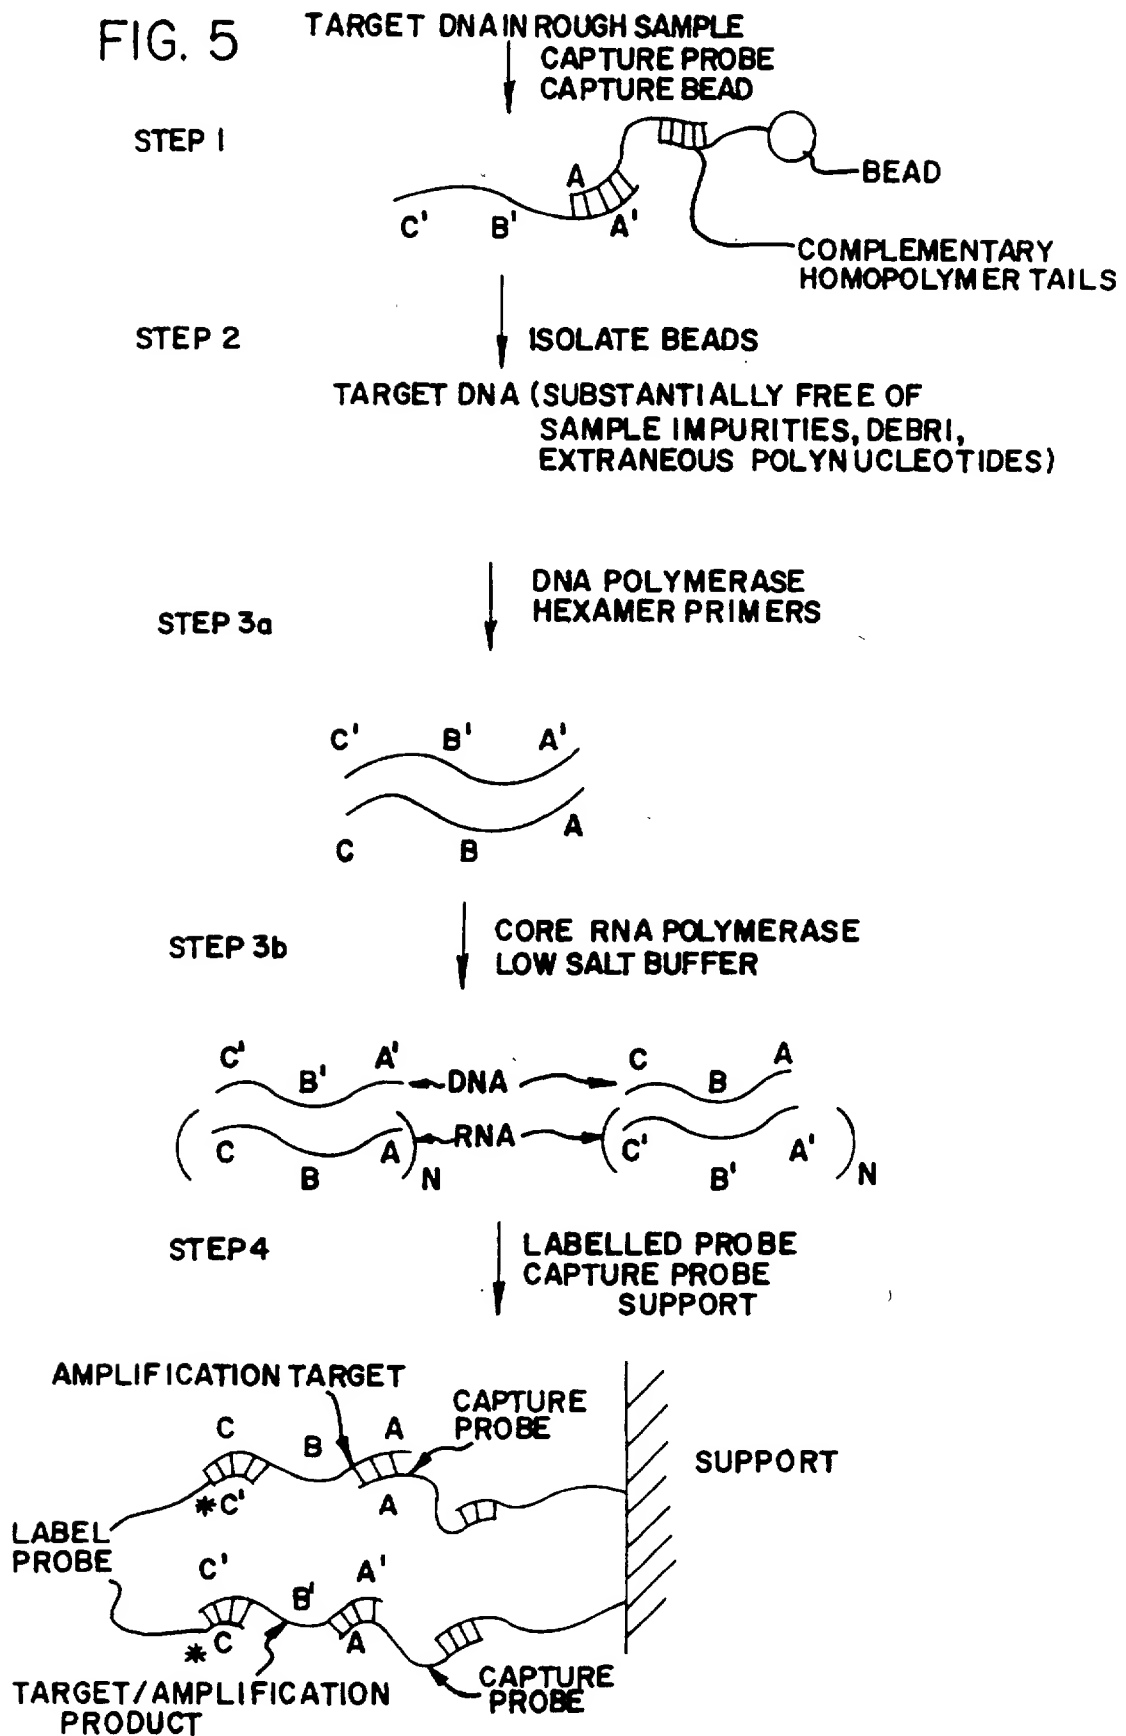 FIG. 5
TARGET DNA IN ROUGH SAMPLE
CAPTURE PROBE
CAPTURE BEAD
STEP 1
A
BEAD
C' B' A'
COMPLEMENTARY
HOMOPOLYMER TAILS
STEP 2
ISOLATE BEADS
TARGET DNA (SUBSTANTIALLY FREE OF
SAMPLE IMPURITIES, DEBRI,
EXTRANEOUS POLYNUCLEOTIDES)
STEP 3a
DNA POLYMERASE
HEXAMER PRIMERS
C' B' A'
C B A
STEP 3b
CORE RNA POLYMERASE
LOW SALT BUFFER
C' B' A' DNA C B A
( C B A )N RNA ( C' B' A' )N
STEP 4
LABELLED PROBE
CAPTURE PROBE
SUPPORT
AMPLIFICATION TARGET
CAPTURE
PROBE
C B A
SUPPORT
*C' A
LABEL
PROBE
C' B' A'
* C A
TARGET/AMPLIFICATION
PRODUCT
CAPTURE
PROBE